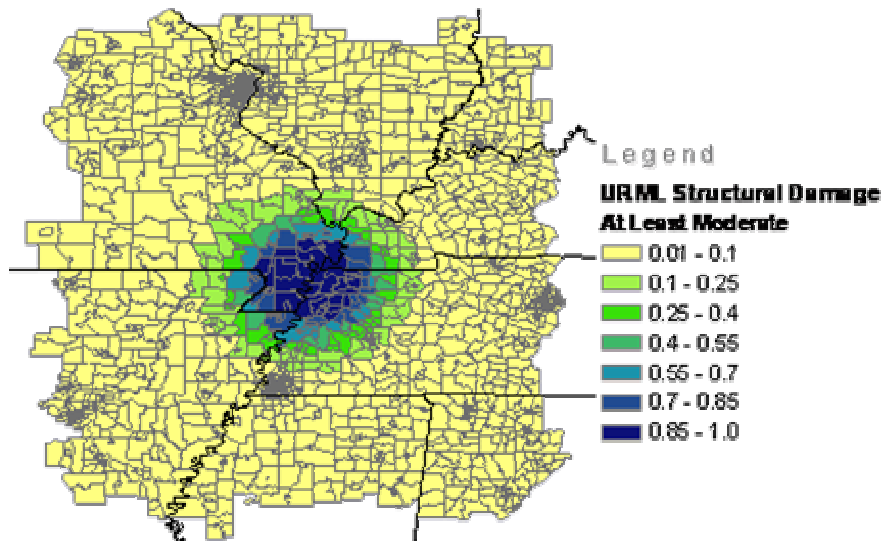 Legend
URML Structural Damage
At Least Moderate
0.01 - 0.1
0.1 - 0.25
0.25 - 0.4
0.4 - 0.55
0.55 - 0.7
0.7 - 0.85
0.85 - 1.0